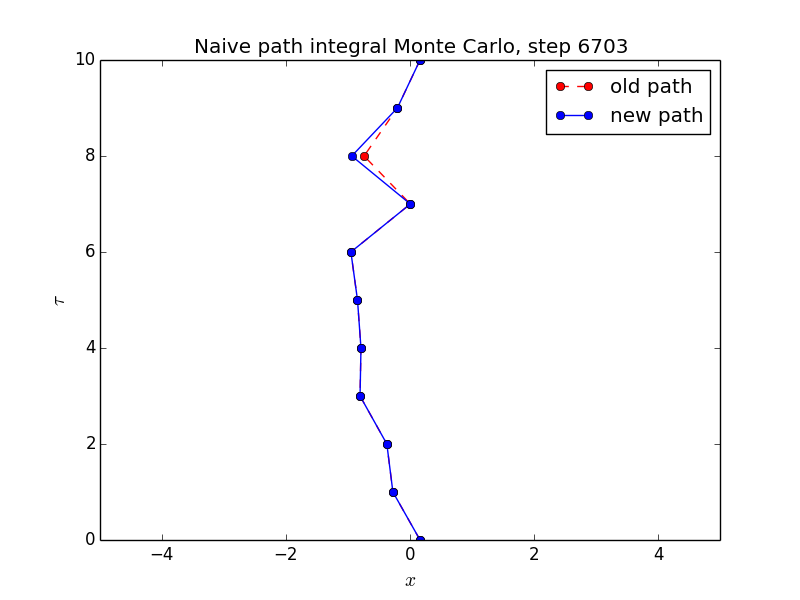 Naive path integral Monte Carlo, step 6703
10
old path
new path
8
6
τ
4
2
0
−4
−2
0
2
4
x